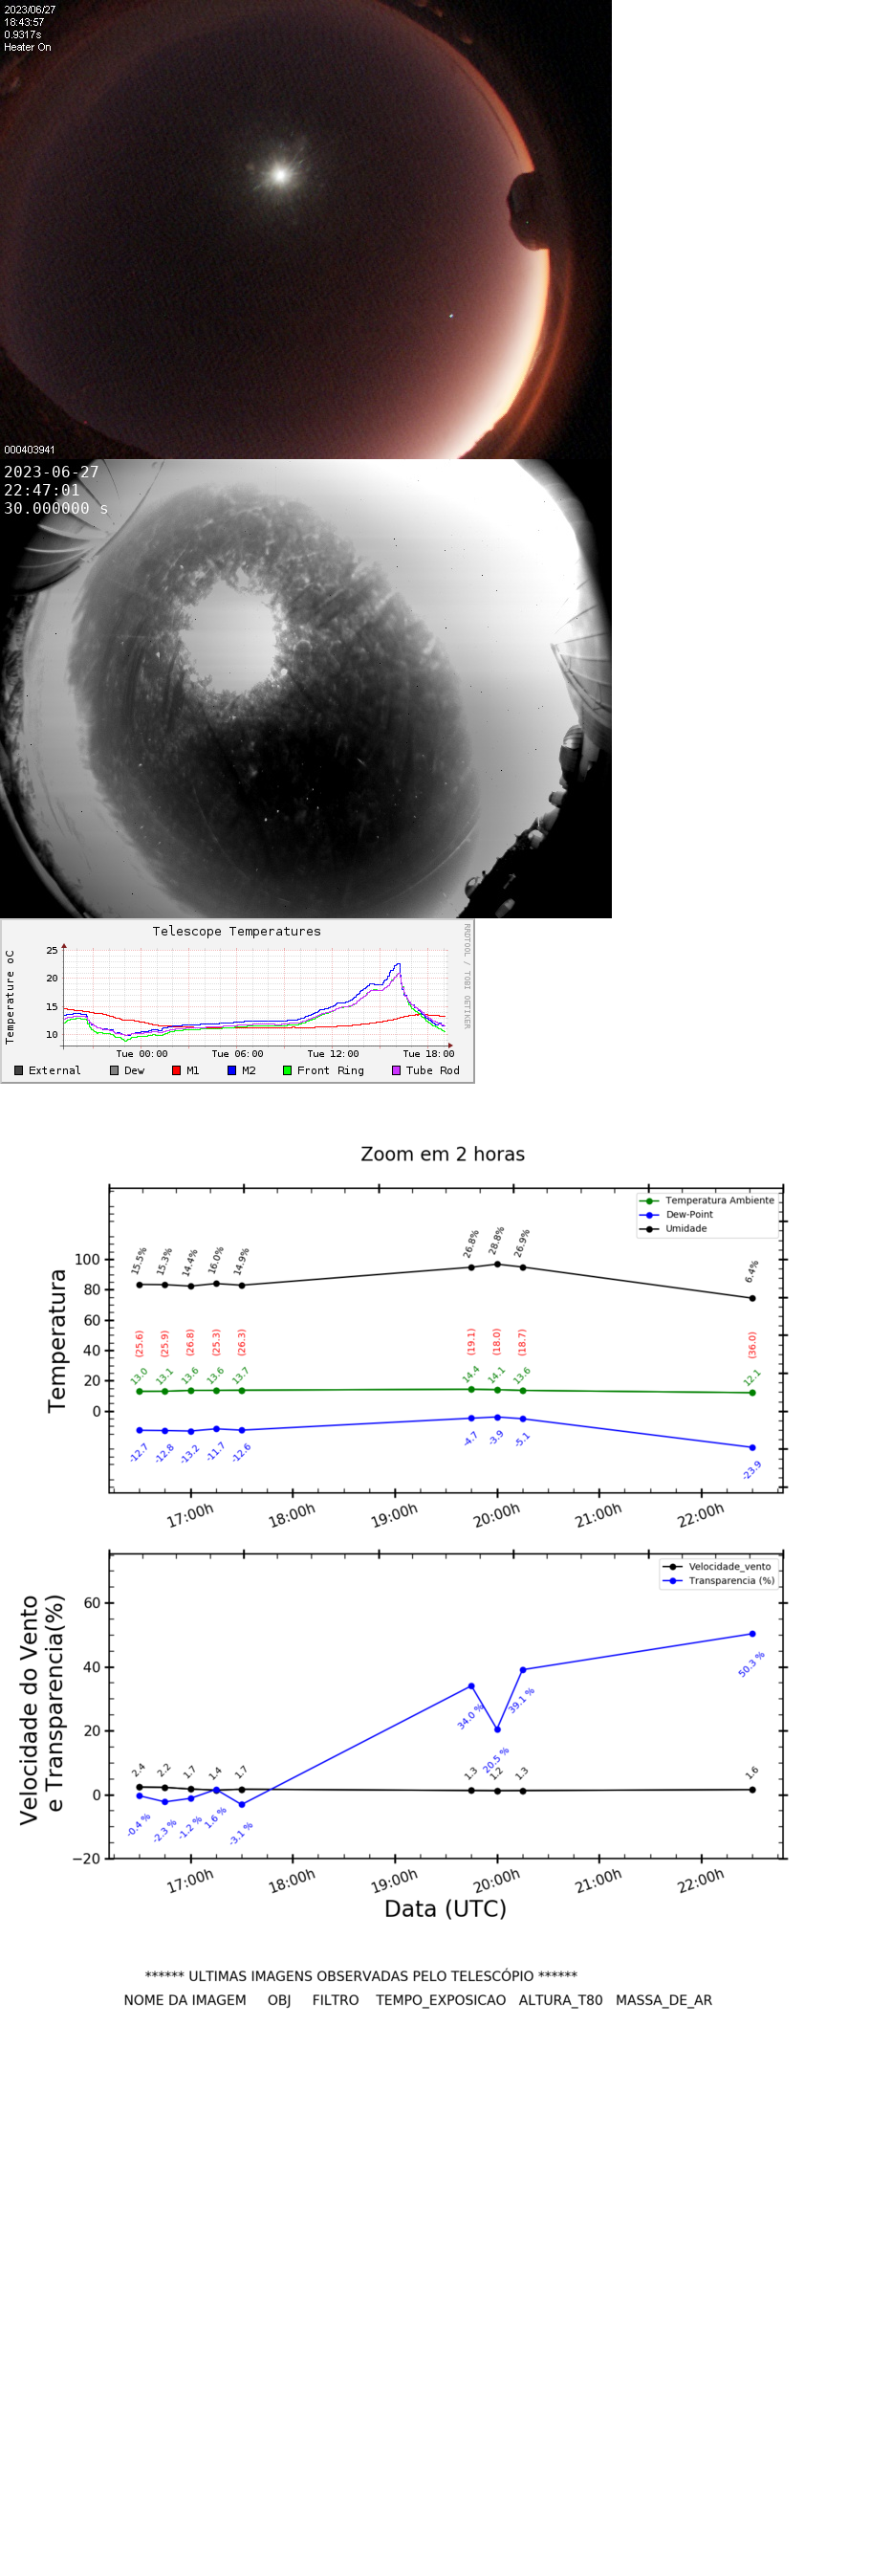 2023/06/27
18:43:57
0.9317s
Heater On
000403941
2023-06-27
22:47:01
30.000000 s
Telescope Temperatures
RRDTOOL / TOBI OETIKER
Temperature oC
25
20
15
10
Tue 00:00 Tue 06:00 Tue 12:00 Tue 18:00
External Dew M1 M2 Front Ring Tube Rod
Zoom em 2 horas
Temperatura Ambiente
Dew-Point
Umidade
Temperatura
100
80
60
40
20
0
15.5% 15.3% 14.4% 16.0% 14.9% 26.8% 28.8% 26.9% 6.4%
(25.6) (25.9) (26.8) (25.3) (26.3) (19.1) (18.0) (18.7) (36.0)
13.0 13.1 13.6 13.6 13.7 14.4 14.1 13.6 12.1
-12.7 -12.8 -13.2 -11.7 -12.6 -4.7 -3.9 -5.1 -23.9
17:00h 18:00h 19:00h 20:00h 21:00h 22:00h
Velocidade_vento
Transparencia (%)
Velocidade do Vento
e Transparencia(%)
60
40
20
0
−20
2.4 2.2 1.7 1.4 1.7 1.3 1.2 1.3 1.6
-0.4 % -2.3 % -1.2 % 1.6 % -3.1 % 34.0 % 20.5 % 39.1 % 50.3 %
17:00h 18:00h 19:00h 20:00h 21:00h 22:00h
Data (UTC)
****** ULTIMAS IMAGENS OBSERVADAS PELO TELESCÓPIO ******
NOME DA IMAGEM OBJ FILTRO TEMPO_EXPOSICAO ALTURA_T80 MASSA_DE_AR